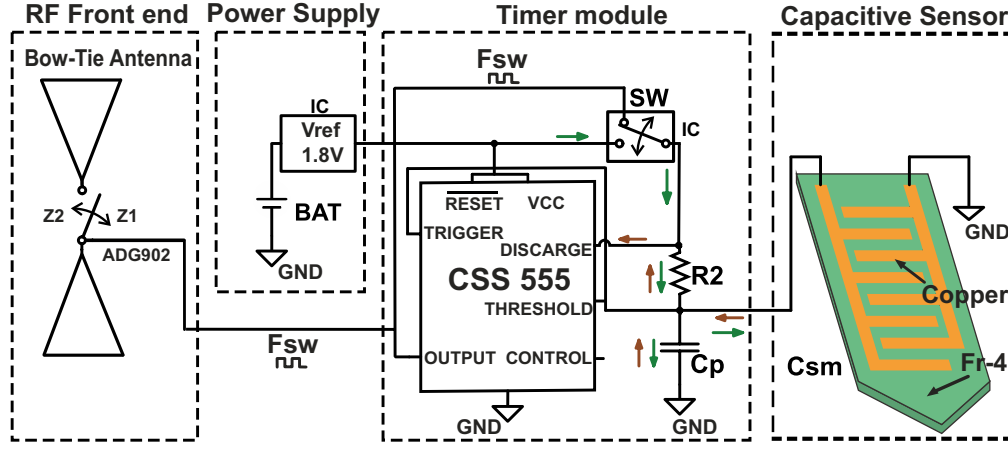 RF Front end
Power Supply
Timer module
Capacitive Sensor
Bow-Tie Antenna
Z2
Z1
ADG902
Fsw
IC
Vref
1.8V
BAT
GND
Fsw
SW
IC
RESET
VCC
TRIGGER
DISCARGE
CSS 555
THRESHOLD
OUTPUT
CONTROL
GND
R2
Cp
GND
Csm
GND
Copper
Fr-4